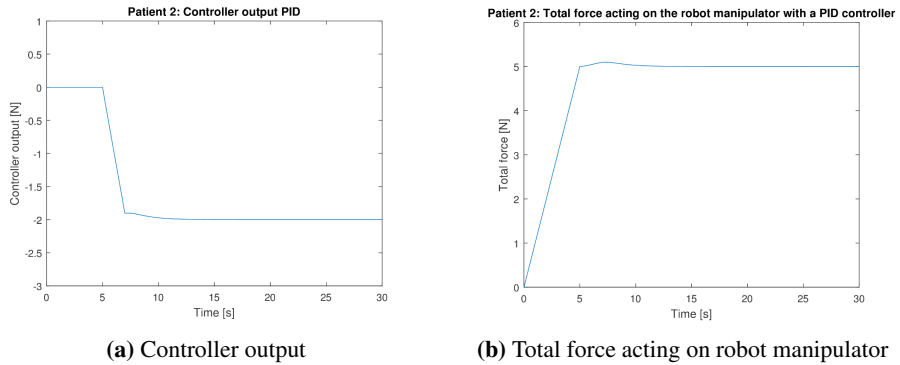 Patient 2: Controller output PID
1
0.5
0
-0.5
-1
-1.5
-2
-2.5
-3
Controller output [N]
0 5 10 15 20 25 30
Time [s]
(a) Controller output
Patient 2: Total force acting on the robot manipulator with a PID controller
6
5
4
3
2
1
0
Total force [N]
0 5 10 15 20 25 30
Time [s]
(b) Total force acting on robot manipulator